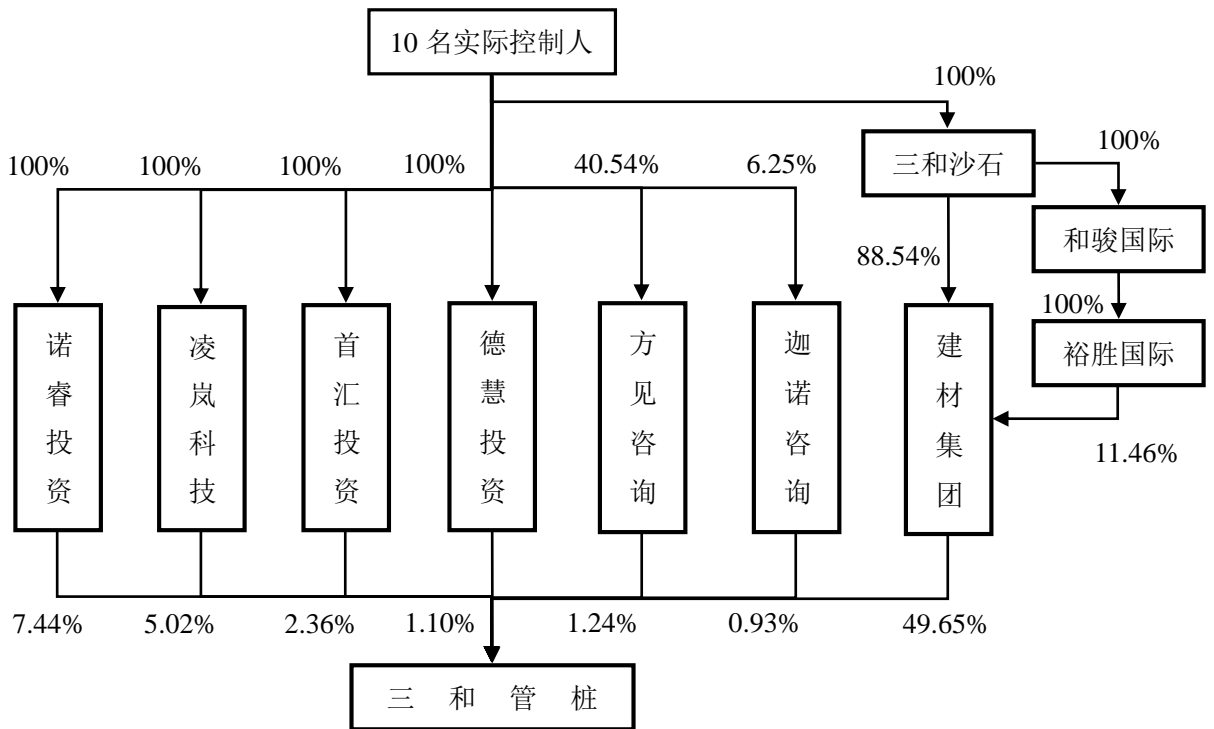 10 名实际控制人
100%
三和沙石
100%
100%
100%
100%
100%
40.54%
6.25%
和骏国际
88.54%
100%
裕胜国际
11.46%
诺睿投资
凌岚科技
首汇投资
德慧投资
方见咨询
迦诺咨询
建材集团
7.44%
5.02%
2.36%
1.10%
1.24%
0.93%
49.65%
三和管桩